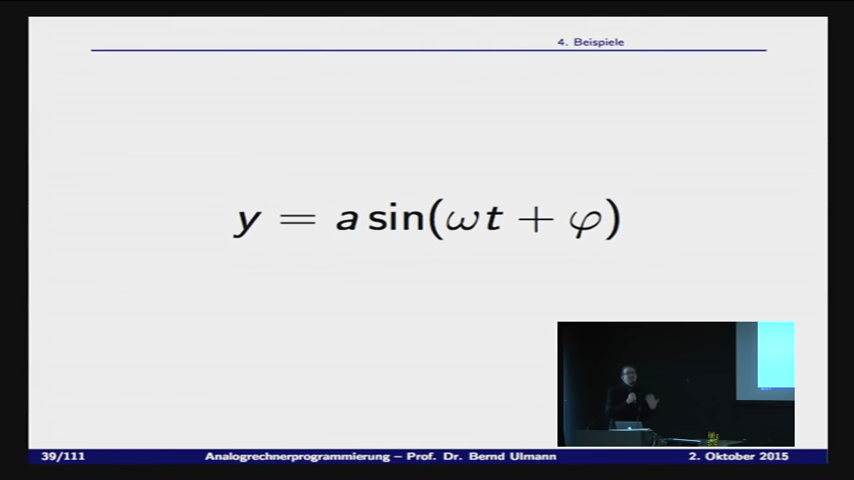 4. Beispiele
y = a sin(ωt + φ)
39/111 Analogrechnerprogrammierung – Prof. Dr. Bernd Ulmann 2. Oktober 2015